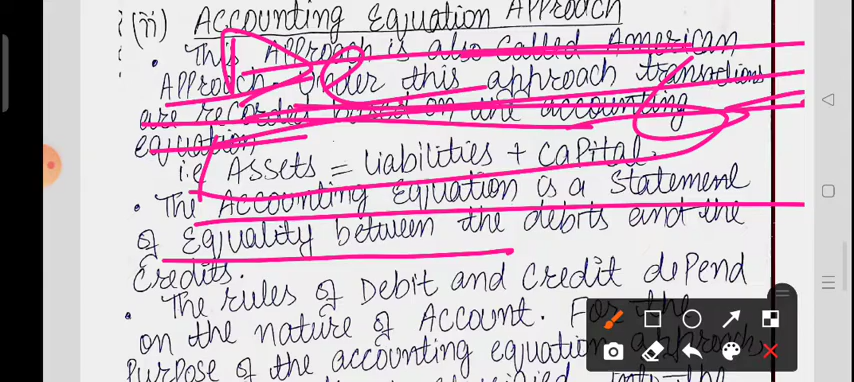 (ii) Accounting Equation Approach
• This Approach is also called American
Approach. Under this approach transactions
are recorded based on the accounting
equation
i.e Assets = Liabilities + Capital.
• The Accounting Equation is a statement
of Equality between the debits and the
Credits.
• The rules of Debit and Credit depend
on the nature of Account. For the
Purpose of the accounting equation approach,
into the